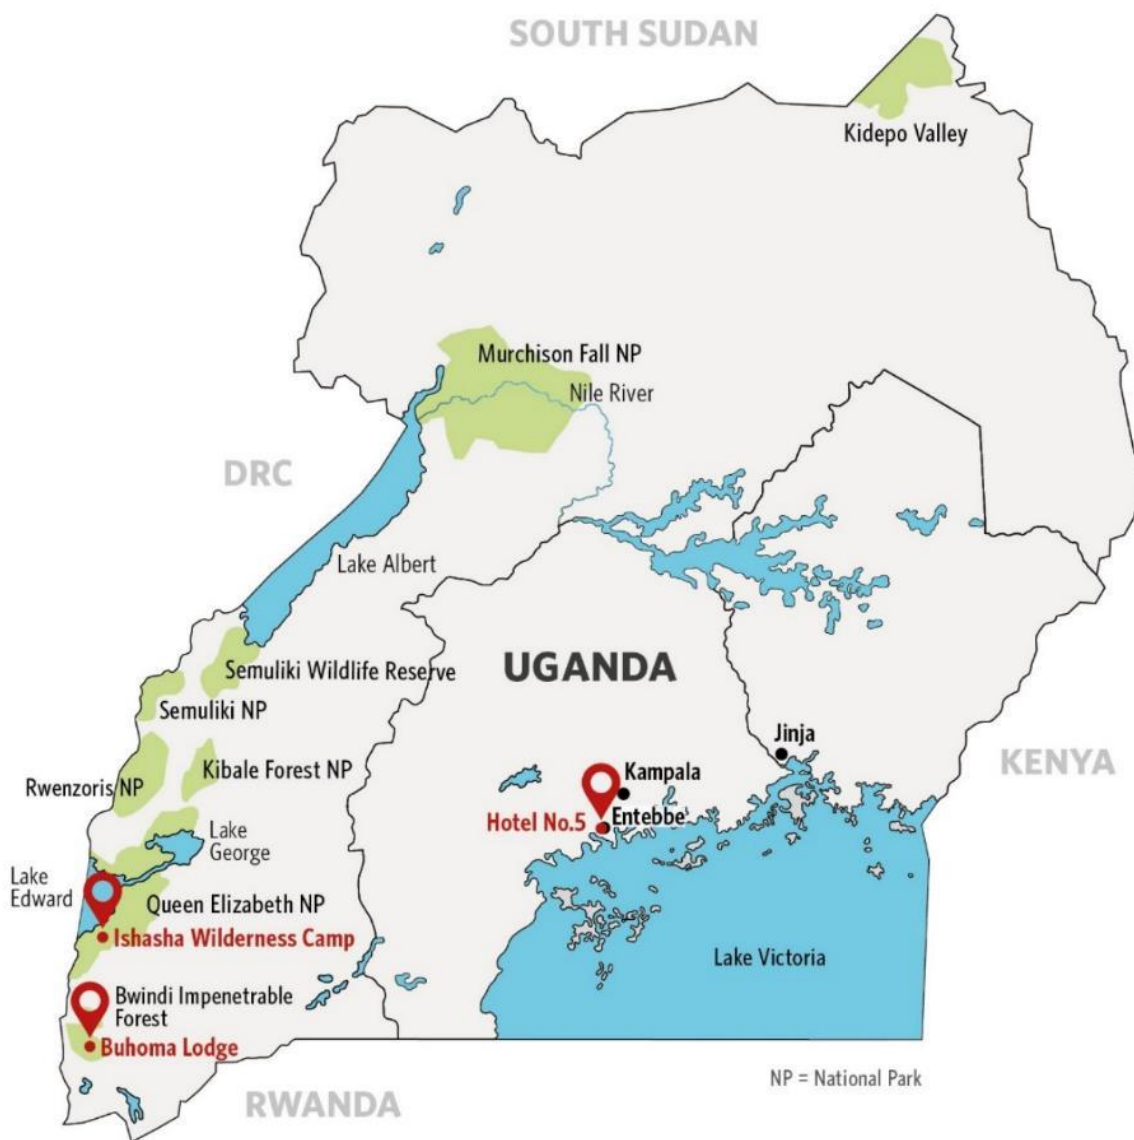 SOUTH SUDAN
Kidepo Valley
Murchison Fall NP
Nile River
DRC
Lake Albert
UGANDA
Semuliki Wildlife Reserve
Semuliki NP
Jinja
KENYA
Kibale Forest NP
Rwenzoris NP
Kampala
Hotel No.5
Entebbe
Lake
George
Lake
Edward
Queen Elizabeth NP
Ishasha Wilderness Camp
Lake Victoria
Bwindi Impenetrable
Forest
Buhoma Lodge
NP = National Park
RWANDA